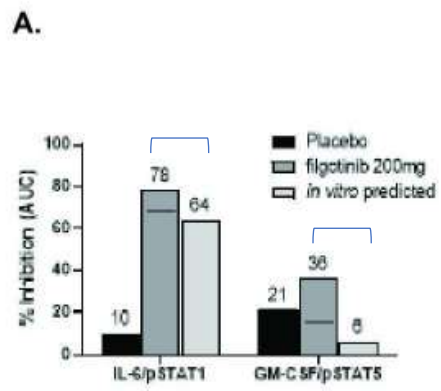 A.
% Inhibition (AUC)
100
80
60
40
20
0
Placebo
filgotinib 200mg
in vitro predicted
10
78
64
21
36
6
IL-6/pSTAT1
GM-CSF/pSTAT5